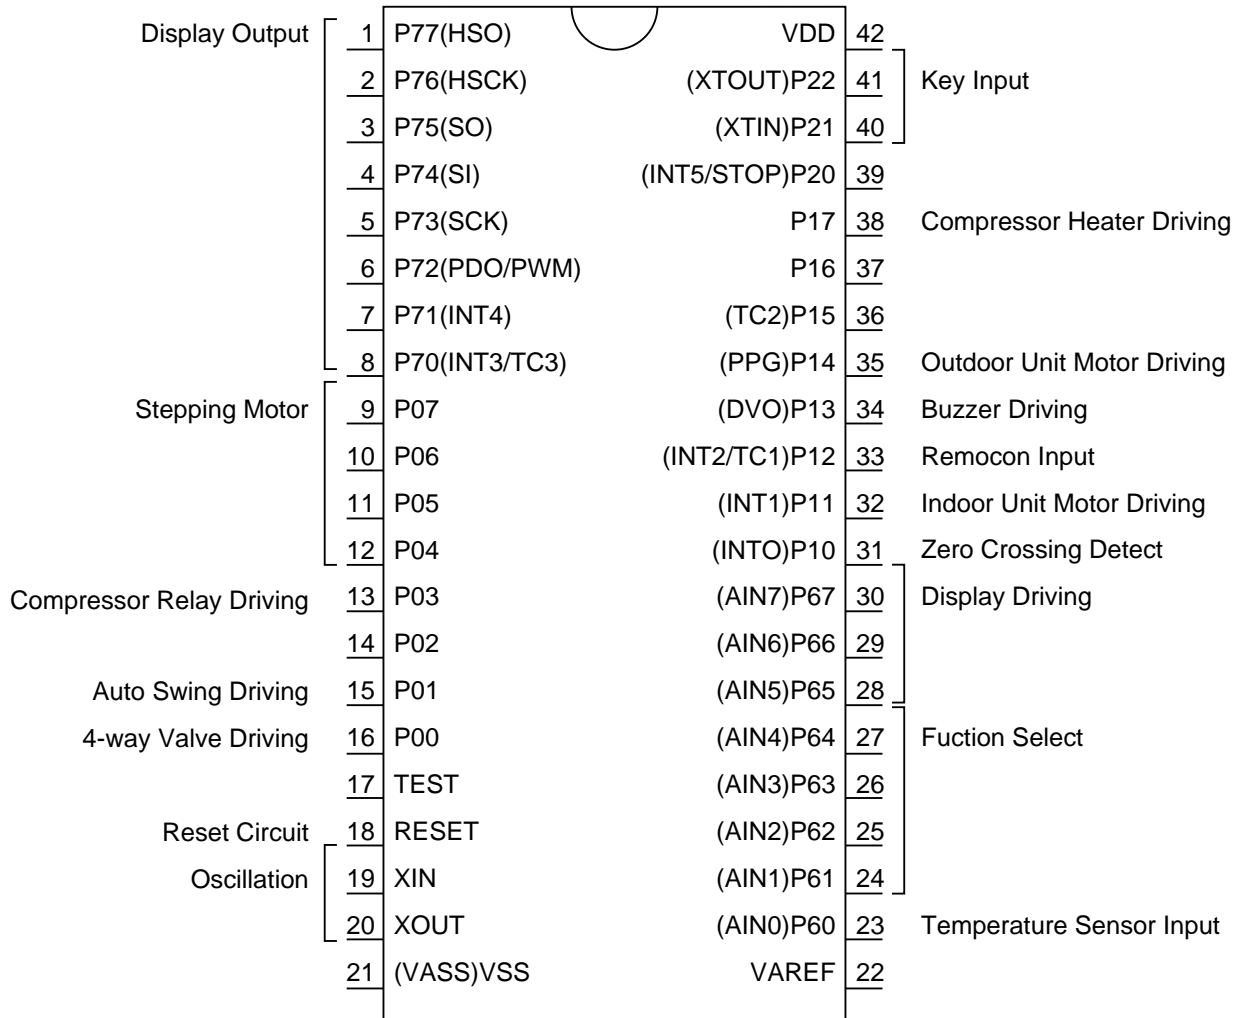 Display Output 1 P77(HSO) VDD 42
2 P76(HSCK) (XTOUT)P22 41 Key Input
3 P75(SO) (XTIN)P21 40
4 P74(SI) (INT5/STOP)P20 39
5 P73(SCK) P17 38 Compressor Heater Driving
6 P72(PDO/PWM) P16 37
7 P71(INT4) (TC2)P15 36
8 P70(INT3/TC3) (PPG)P14 35 Outdoor Unit Motor Driving
Stepping Motor 9 P07 (DVO)P13 34 Buzzer Driving
10 P06 (INT2/TC1)P12 33 Remocon Input
11 P05 (INT1)P11 32 Indoor Unit Motor Driving
12 P04 (INTO)P10 31 Zero Crossing Detect
Compressor Relay Driving 13 P03 (AIN7)P67 30 Display Driving
14 P02 (AIN6)P66 29
Auto Swing Driving 15 P01 (AIN5)P65 28
4-way Valve Driving 16 P00 (AIN4)P64 27 Fuction Select
17 TEST (AIN3)P63 26
Reset Circuit 18 RESET (AIN2)P62 25
Oscillation 19 XIN (AIN1)P61 24
20 XOUT (AIN0)P60 23 Temperature Sensor Input
21 (VASS)VSS VAREF 22